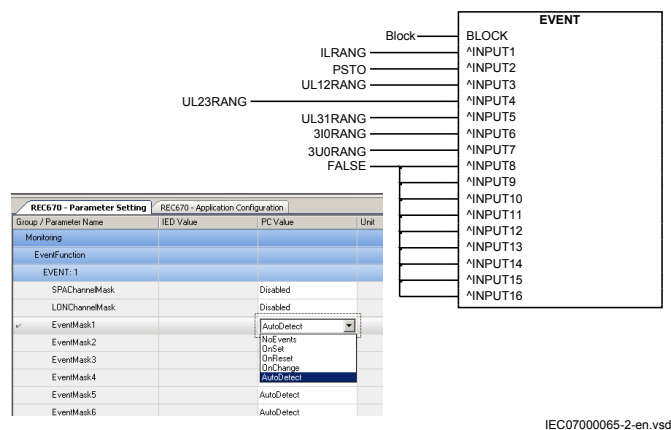 EVENT
Block BLOCK
ILRANG ^INPUT1
PSTO ^INPUT2
UL12RANG ^INPUT3
UL23RANG ^INPUT4
UL31RANG ^INPUT5
3I0RANG ^INPUT6
3U0RANG ^INPUT7
FALSE ^INPUT8
^INPUT9
^INPUT10
^INPUT11
^INPUT12
^INPUT13
^INPUT14
^INPUT15
^INPUT16
REC670 - Parameter Setting REC670 - Application Configuration
Group / Parameter Name IED Value PC Value Unit
Monitoring
EventFunction
EVENT: 1
SPAChannelMask Disabled
LONChannelMask Disabled
EventMask1 AutoDetect
EventMask2 NoEvents
OnSet
EventMask3 OnReset
OnChange
EventMask4 AutoDetect
EventMask5 AutoDetect
EventMask6 AutoDetect
IEC07000065-2-en.vsd